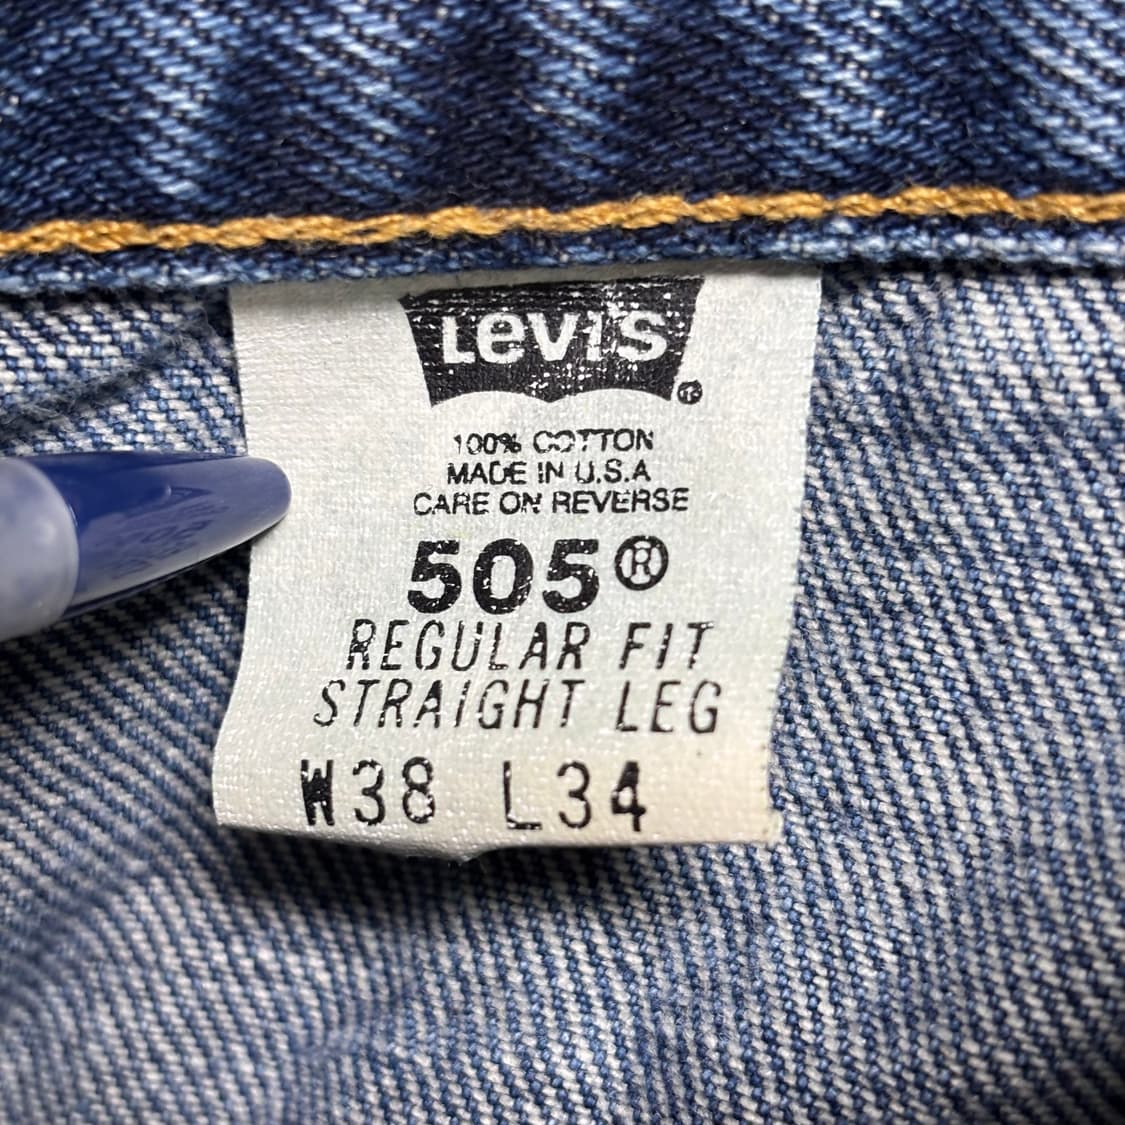 Levi's ®
100% COTTON
MADE IN U.S.A
CARE ON REVERSE
505®
REGULAR FIT
STRAIGHT LEG
W38 L34